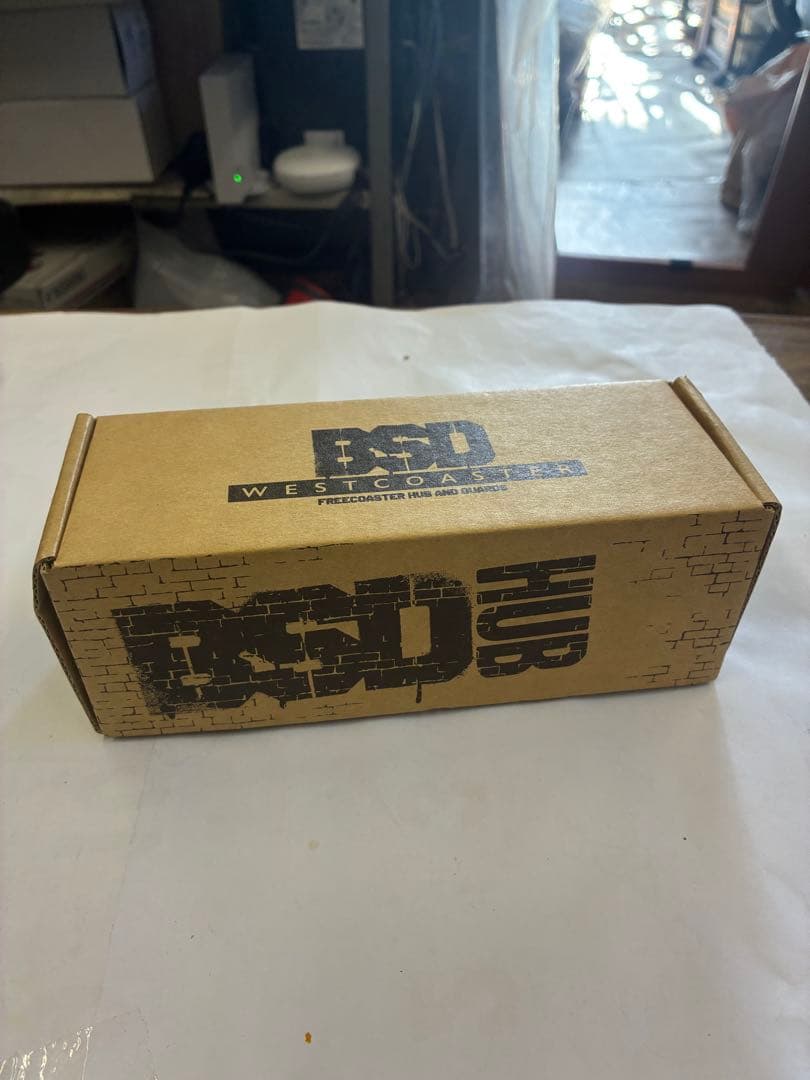 BSD
WESTCOASTER
FREECOASTER HUB AND GUARDS
BSD
HUB